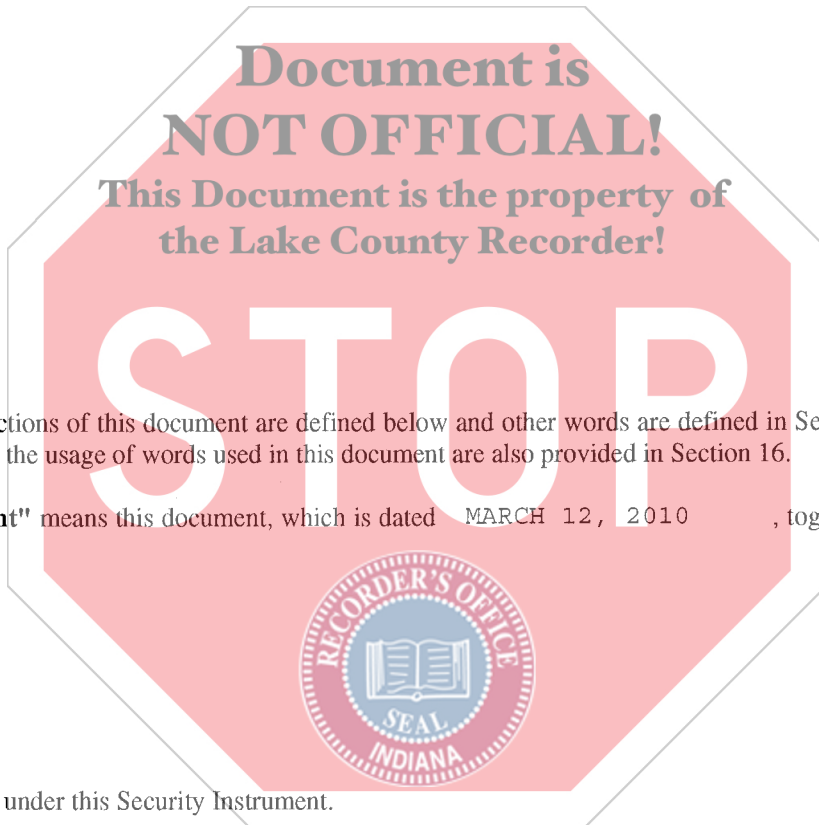 Document is
NOT OFFICIAL!
This Document is the property of
the Lake County Recorder!
STOP
ctions of this document are defined below and other words are defined in Se
the usage of words used in this document are also provided in Section 16.
nt" means this document, which is dated MARCH 12, 2010 , tog
RECORDER'S OFFICE
SEAL
INDIANA
under this Security Instrument.